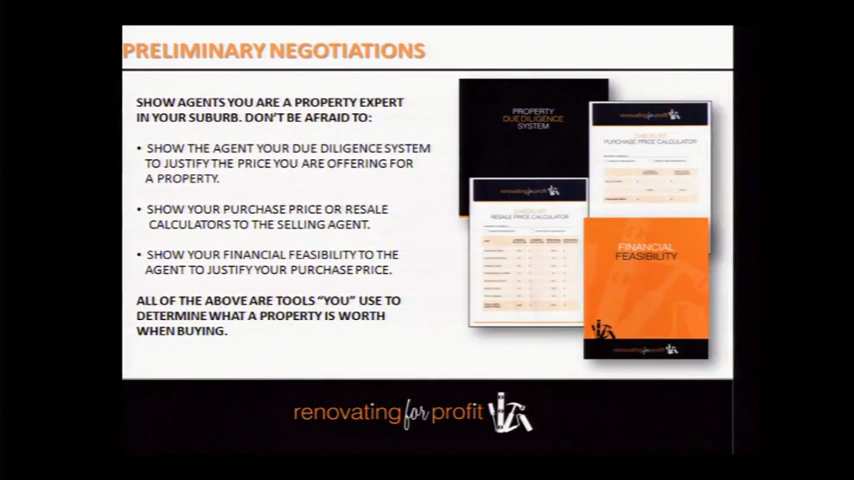 PRELIMINARY NEGOTIATIONS
SHOW AGENTS YOU ARE A PROPERTY EXPERT
IN YOUR SUBURB. DON'T BE AFRAID TO:
• SHOW THE AGENT YOUR DUE DILIGENCE SYSTEM
TO JUSTIFY THE PRICE YOU ARE OFFERING FOR
A PROPERTY.
• SHOW YOUR PURCHASE PRICE OR RESALE
CALCULATORS TO THE SELLING AGENT.
• SHOW YOUR FINANCIAL FEASIBILITY TO THE
AGENT TO JUSTIFY YOUR PURCHASE PRICE.
ALL OF THE ABOVE ARE TOOLS “YOU” USE TO
DETERMINE WHAT A PROPERTY IS WORTH
WHEN BUYING.
PROPERTY
DUE DILIGENCE
SYSTEM
renovating for profit
CHECKLIST
PURCHASE PRICE CALCULATOR
renovating for profit
CHECKLIST
RESALE PRICE CALCULATOR
FINANCIAL
FEASIBILITY
renovating for profit
renovating for profit